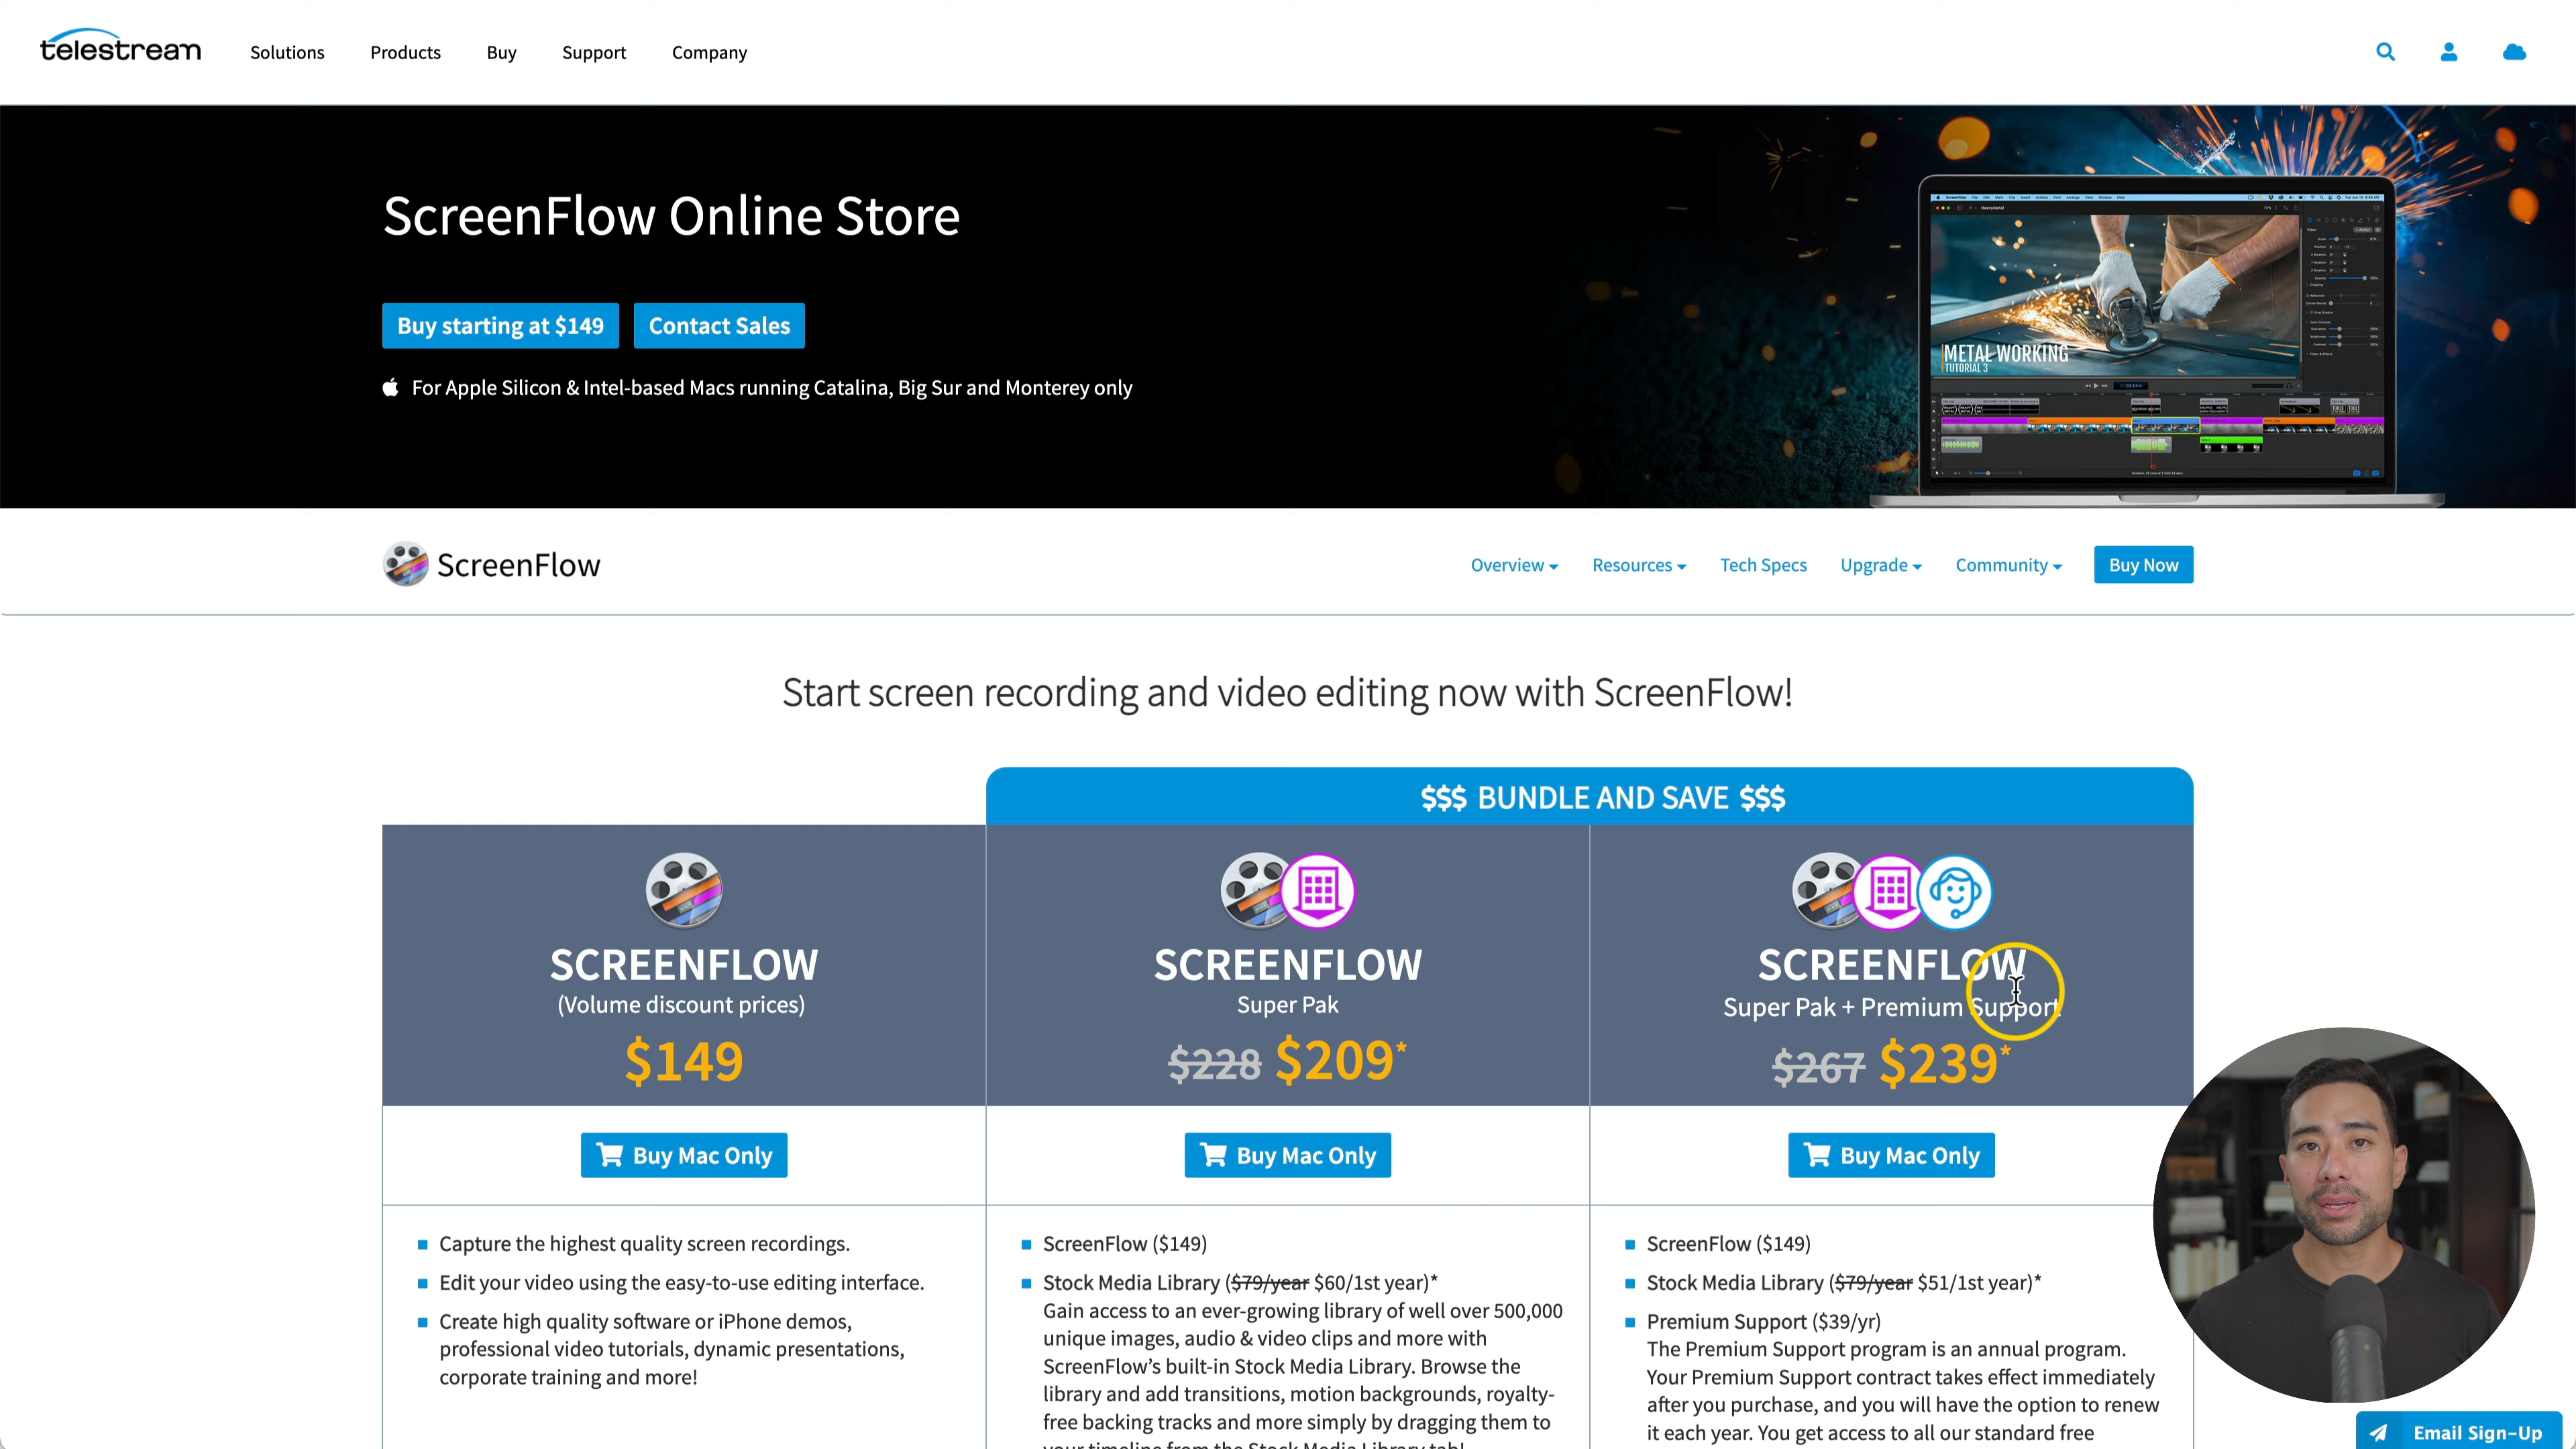 telestream
Solutions
Products
Buy
Support
Company
ScreenFlow Online Store
Buy starting at $149
Contact Sales
For Apple Silicon & Intel-based Macs running Catalina, Big Sur and Monterey only
METAL WORKING
TUTORIAL 3
ScreenFlow
Overview
Resources
Tech Specs
Upgrade
Community
Buy Now
Start screen recording and video editing now with ScreenFlow!
$$$ BUNDLE AND SAVE $$$
SCREENFLOW
(Volume discount prices)
$149
Buy Mac Only
Capture the highest quality screen recordings.
Edit your video using the easy-to-use editing interface.
Create high quality software or iPhone demos,
professional video tutorials, dynamic presentations,
corporate training and more!
SCREENFLOW
Super Pak
$228 $209*
Buy Mac Only
ScreenFlow ($149)
Stock Media Library ($79/year $60/1st year)*
Gain access to an ever-growing library of well over 500,000
unique images, audio & video clips and more with
ScreenFlow's built-in Stock Media Library. Browse the
library and add transitions, motion backgrounds, royalty-
free backing tracks and more simply by dragging them to
your timeline from the Stock Media Library tab!
SCREENFLOW
Super Pak + Premium Support
$267 $239*
Buy Mac Only
ScreenFlow ($149)
Stock Media Library ($79/year $51/1st year)*
Premium Support ($39/yr)
The Premium Support program is an annual program.
Your Premium Support contract takes effect immediately
after you purchase, and you will have the option to renew
it each year. You get access to all our standard free
Email Sign-Up